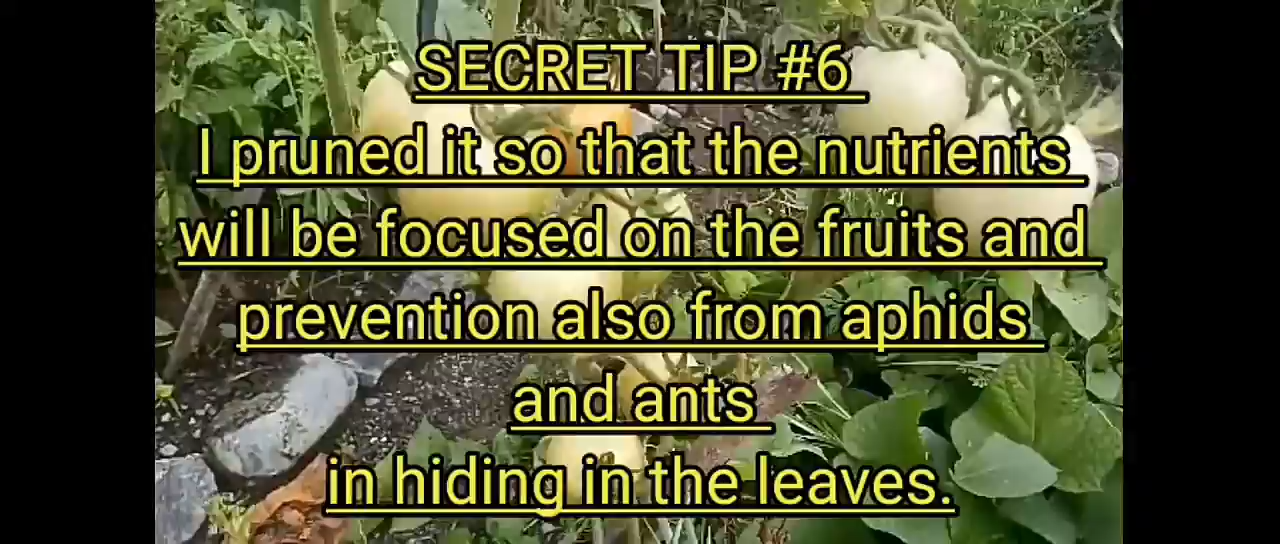 SECRET TIP #6
I pruned it so that the nutrients
will be focused on the fruits and
prevention also from aphids
and ants
in hiding in the leaves.